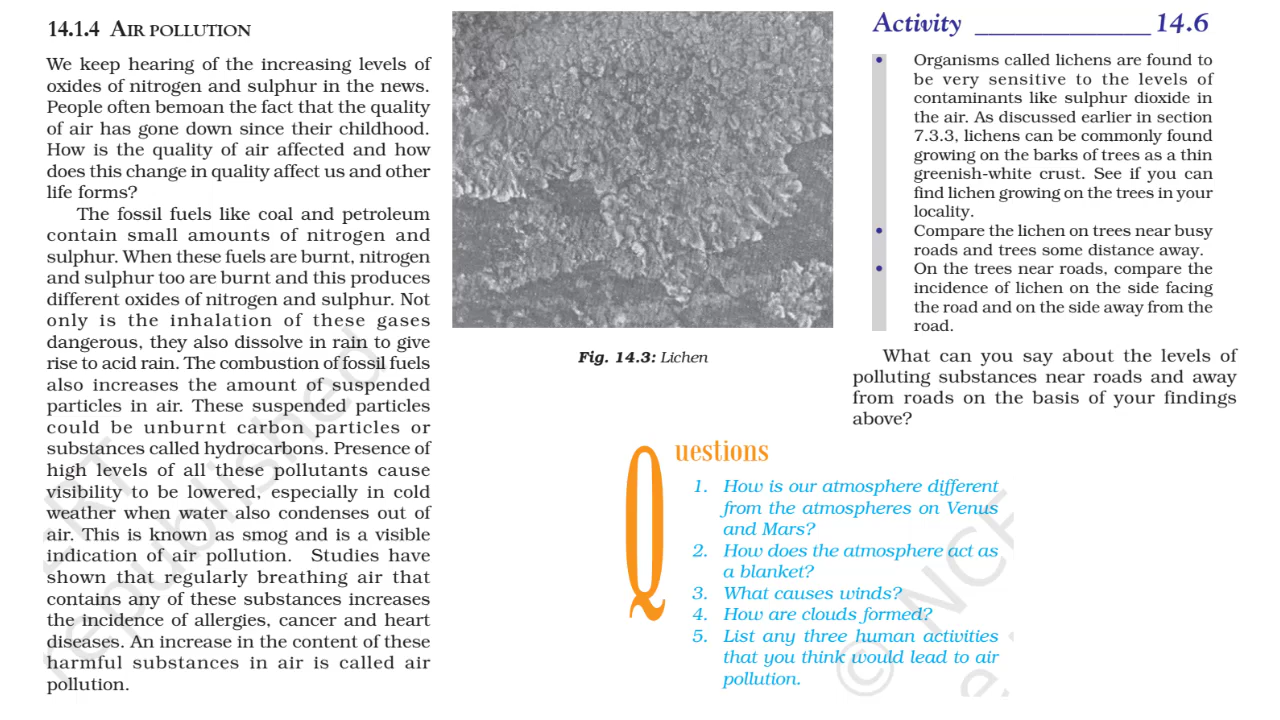 14.1.4 AIR POLLUTION
We keep hearing of the increasing levels of
oxides of nitrogen and sulphur in the news.
People often bemoan the fact that the quality
of air has gone down since their childhood.
How is the quality of air affected and how
does this change in quality affect us and other
life forms?
The fossil fuels like coal and petroleum
contain small amounts of nitrogen and
sulphur. When these fuels are burnt, nitrogen
and sulphur too are burnt and this produces
different oxides of nitrogen and sulphur. Not
only is the inhalation of these gases
dangerous, they also dissolve in rain to give
rise to acid rain. The combustion of fossil fuels
also increases the amount of suspended
particles in air. These suspended particles
could be unburnt carbon particles or
substances called hydrocarbons. Presence of
high levels of all these pollutants cause
visibility to be lowered, especially in cold
weather when water also condenses out of
air. This is known as smog and is a visible
indication of air pollution. Studies have
shown that regularly breathing air that
contains any of these substances increases
the incidence of allergies, cancer and heart
diseases. An increase in the content of these
harmful substances in air is called air
pollution.
Fig. 14.3: Lichen
Questions
1. How is our atmosphere different
from the atmospheres on Venus
and Mars?
2. How does the atmosphere act as
a blanket?
3. What causes winds?
4. How are clouds formed?
5. List any three human activities
that you think would lead to air
pollution.
Activity ______________ 14.6
• Organisms called lichens are found to
be very sensitive to the levels of
contaminants like sulphur dioxide in
the air. As discussed earlier in section
7.3.3, lichens can be commonly found
growing on the barks of trees as a thin
greenish-white crust. See if you can
find lichen growing on the trees in your
locality.
• Compare the lichen on trees near busy
roads and trees some distance away.
• On the trees near roads, compare the
incidence of lichen on the side facing
the road and on the side away from the
road.
What can you say about the levels of
polluting substances near roads and away
from roads on the basis of your findings
above?
republished
© NCE